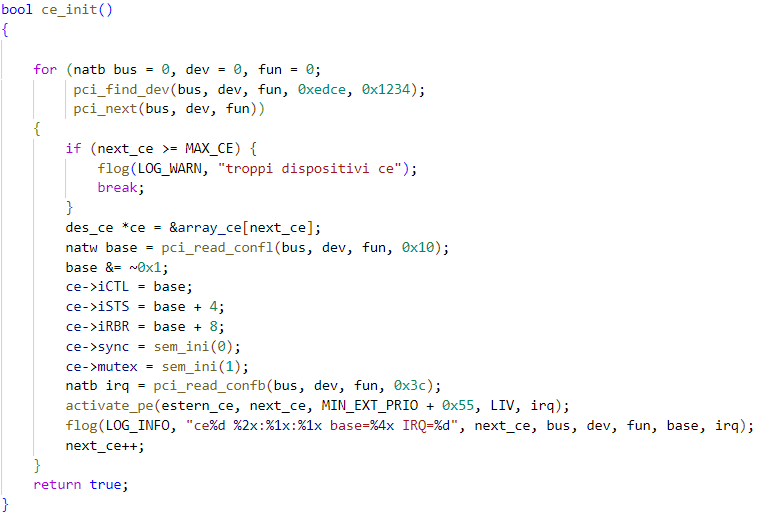 bool ce_init()
{
for (natb bus = 0, dev = 0, fun = 0;
pci_find_dev(bus, dev, fun, 0xedce, 0x1234);
pci_next(bus, dev, fun))
{
if (next_ce >= MAX_CE) {
flog(LOG_WARN, "troppi dispositivi ce");
break;
}
des_ce *ce = &array_ce[next_ce];
natw base = pci_read_confl(bus, dev, fun, 0x10);
base &= ~0x1;
ce->iCTL = base;
ce->iSTS = base + 4;
ce->iRBR = base + 8;
ce->sync = sem_ini(0);
ce->mutex = sem_ini(1);
natb irq = pci_read_confb(bus, dev, fun, 0x3c);
activate_pe(estern_ce, next_ce, MIN_EXT_PRIO + 0x55, LIV, irq);
flog(LOG_INFO, "ce%d %2x:%1x:%1x base=%4x IRQ=%d", next_ce, bus, dev, fun, base, irq);
next_ce++;
}
return true;
}